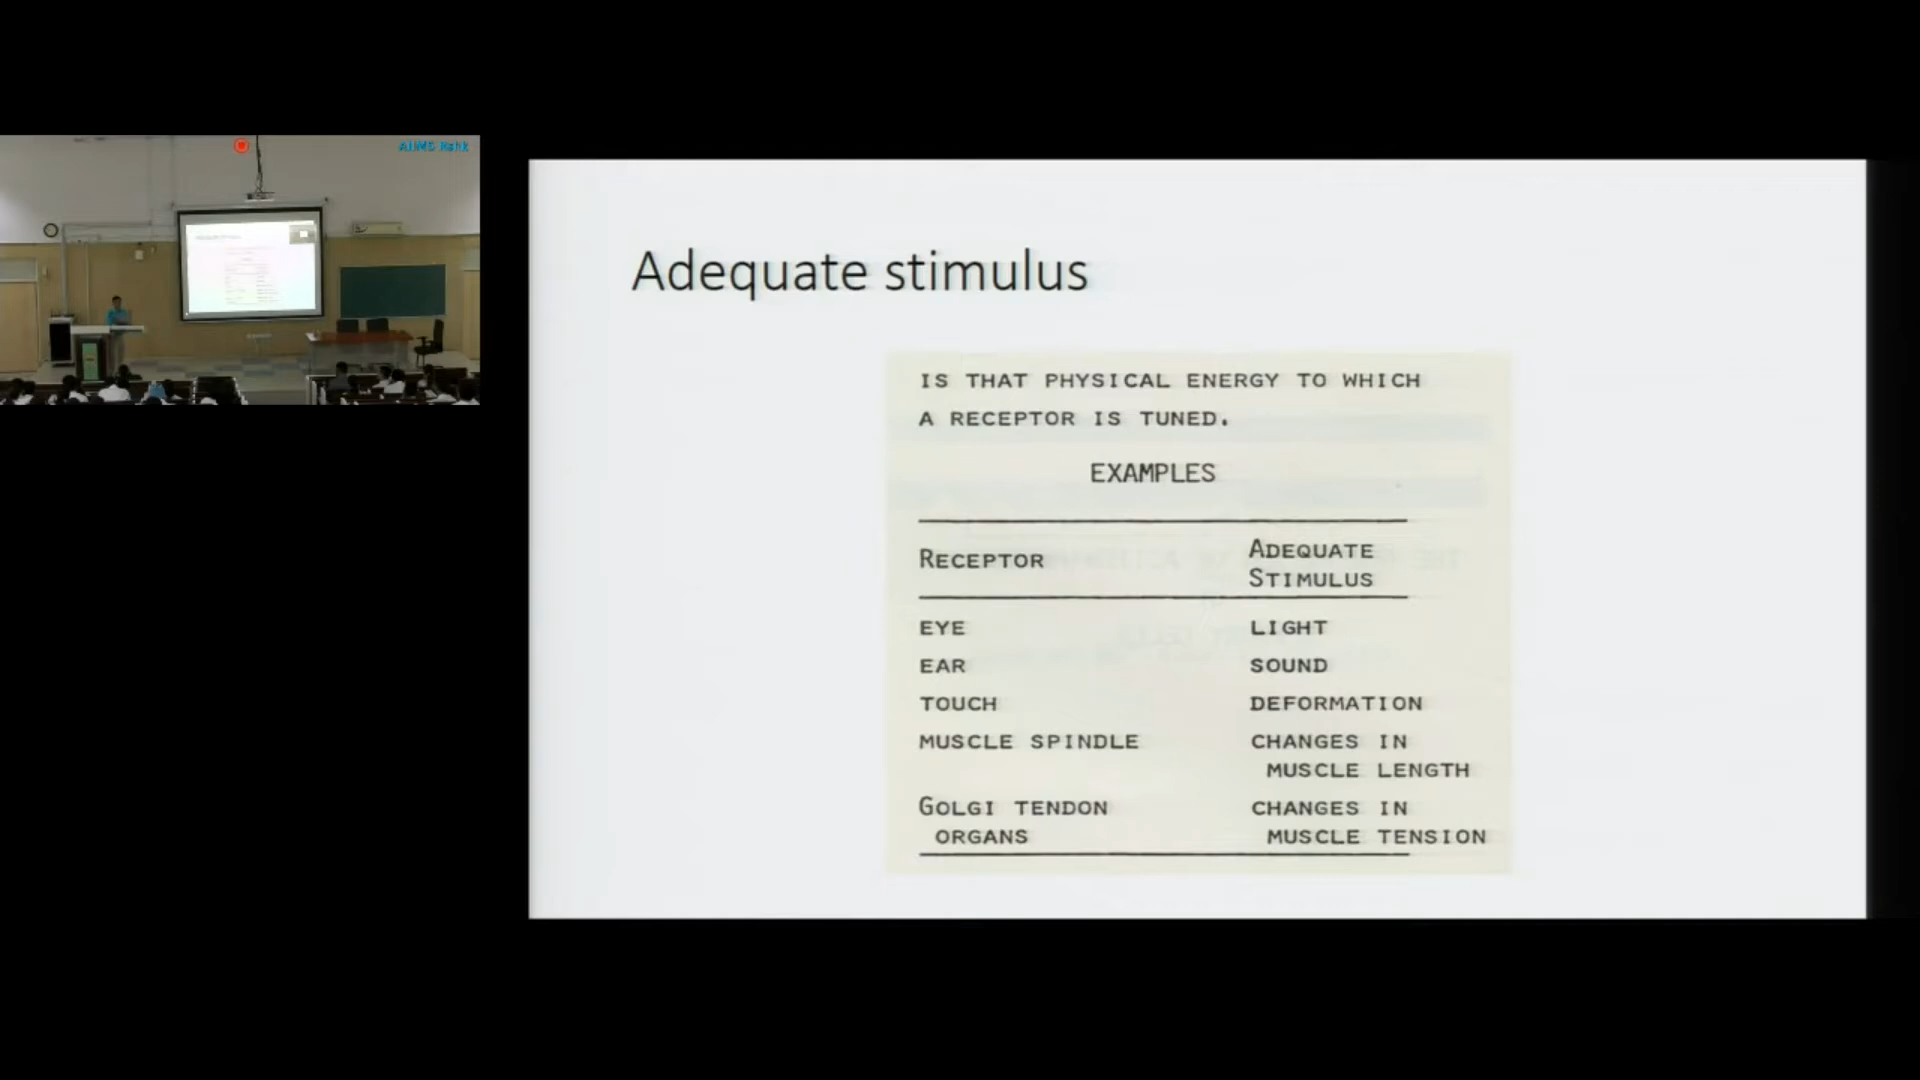 Adequate stimulus
IS THAT PHYSICAL ENERGY TO WHICH
A RECEPTOR IS TUNED.
EXAMPLES
RECEPTOR ADEQUATE STIMULUS
EYE LIGHT
EAR SOUND
TOUCH DEFORMATION
MUSCLE SPINDLE CHANGES IN
MUSCLE LENGTH
GOLGI TENDON CHANGES IN
ORGANS MUSCLE TENSION